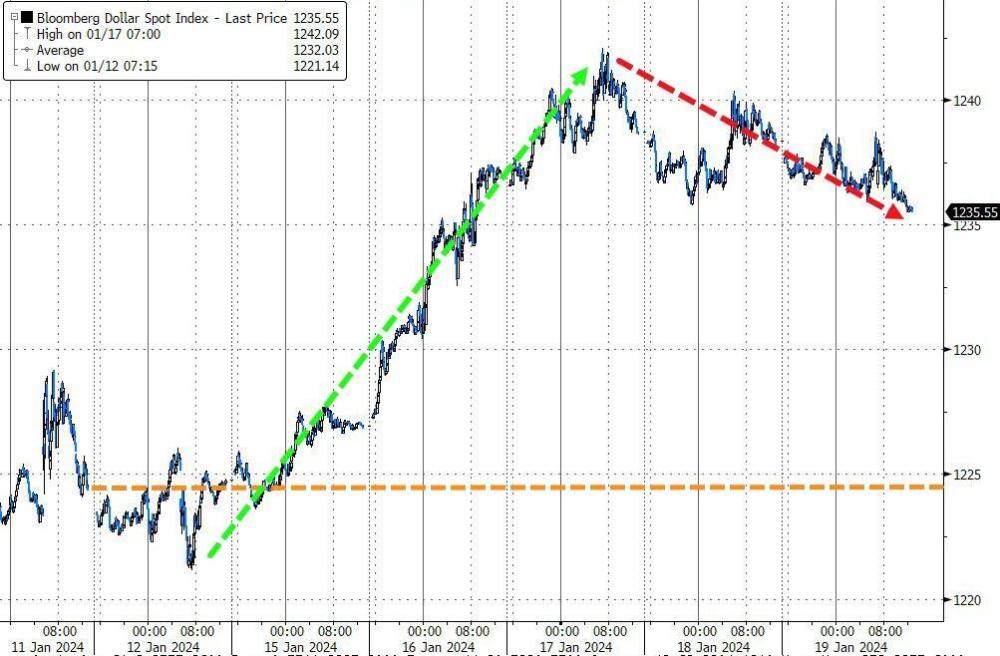 Bloomberg Dollar Spot Index - Last Price 1235.55
High on 01/17 07:00 1242.09
Average 1232.03
Low on 01/12 07:15 1221.14
1240
1235.55
1235
1230
1225
1220
08:00 00:00 08:00 00:00 08:00 00:00 08:00 00:00 08:00 00:00 08:00 00:00 08:00
11 Jan 2024 12 Jan 2024 15 Jan 2024 16 Jan 2024 17 Jan 2024 18 Jan 2024 19 Jan 2024